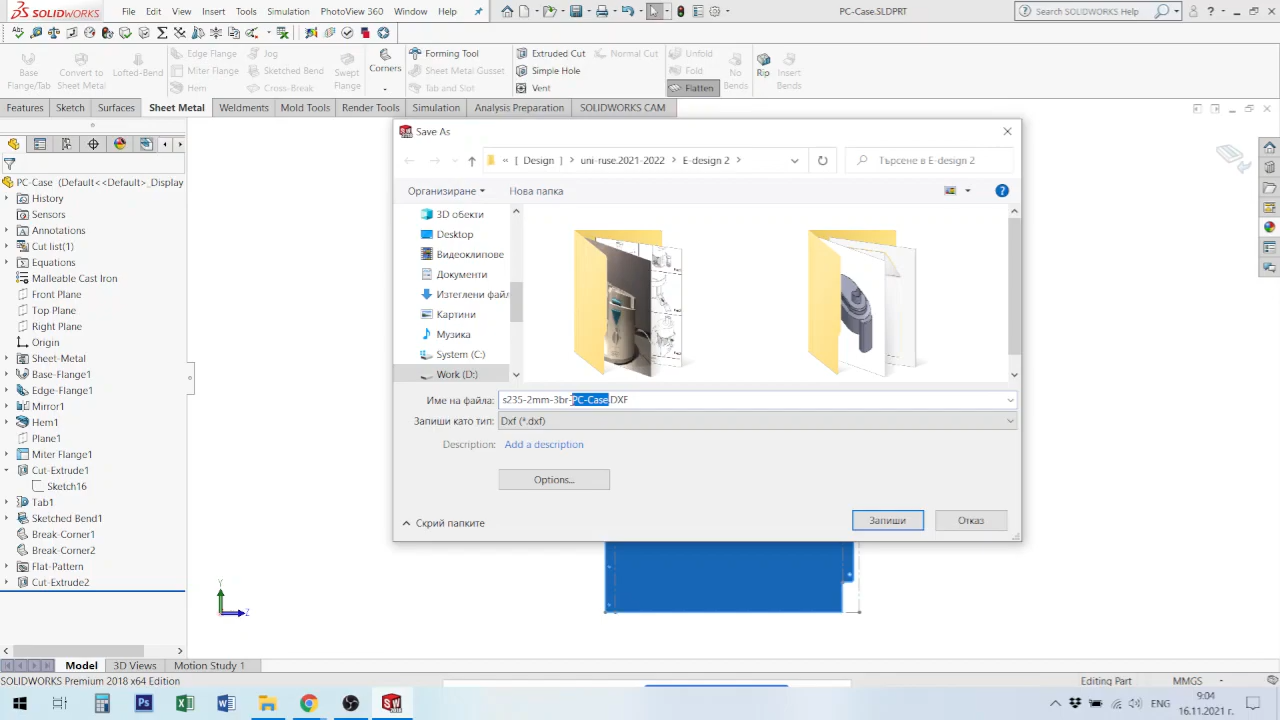 SOLIDWORKS File Edit View Insert Tools Simulation PhotoView 360 Window Help PC-Case.SLDPRT Search SOLIDWORKS Help
Base Flange/Tab Convert to Sheet Metal Lofted-Bend Edge Flange Miter Flange Hem Jog Sketched Bend Cross-Break Swept Flange Corners Forming Tool Sheet Metal Gusset Tab and Slot Extruded Cut Simple Hole Vent Normal Cut Unfold Fold Flatten No Bends Rip Insert Bends
Features Sketch Surfaces Sheet Metal Weldments Mold Tools Render Tools Simulation Analysis Preparation SOLIDWORKS CAM
PC-Case (Default<<Default>_Display
History
Sensors
Annotations
Cut list(1)
Equations
Malleable Cast Iron
Front Plane
Top Plane
Right Plane
Origin
Sheet-Metal
Base-Flange1
Edge-Flange1
Mirror1
Hem1
Plane1
Miter Flange1
Cut-Extrude1
Sketch16
Tab1
Sketched Bend1
Break-Corner1
Break-Corner2
Flat-Pattern
Cut-Extrude2
Save As
« [ Design ] › uni-ruse.2021-2022 › E-design 2 ›
Търсене в E-design 2
Организиране Нова папка
3D обекти
Desktop
Видеоклипове
Документи
Изтеглени файл
Картини
Музика
System (C:)
Work (D:)
Име на файла: s235-2mm-3br-PC-Case.DXF
Запиши като тип: Dxf (*.dxf)
Description: Add a description
Options...
Скрий папките Запиши Отказ
Y
Z
Model 3D Views Motion Study 1
SOLIDWORKS Premium 2018 x64 Edition Editing Part MMGS
ENG 9:04
16.11.2021 г.